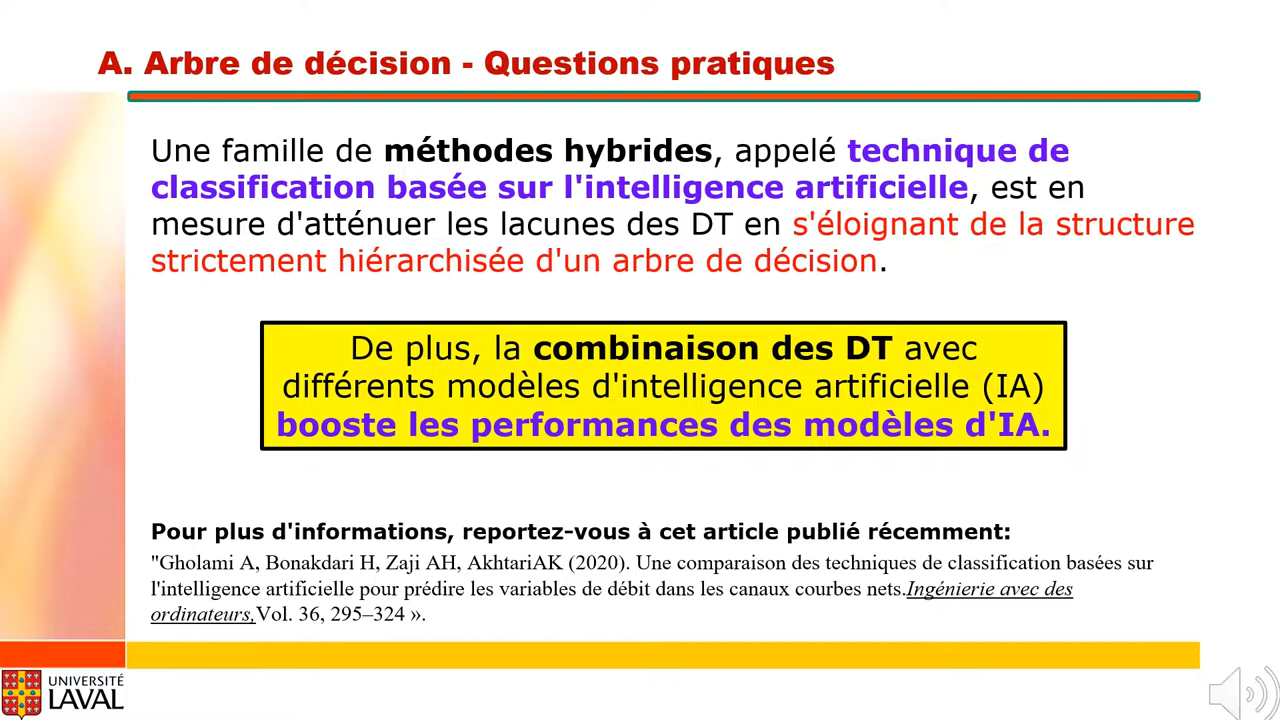 A. Arbre de décision - Questions pratiques
Une famille de méthodes hybrides, appelé technique de
classification basée sur l'intelligence artificielle, est en
mesure d'atténuer les lacunes des DT en s'éloignant de la structure
strictement hiérarchisée d'un arbre de décision.
De plus, la combinaison des DT avec
différents modèles d'intelligence artificielle (IA)
booste les performances des modèles d'IA.
Pour plus d'informations, reportez-vous à cet article publié récemment:
"Gholami A, Bonakdari H, Zaji AH, AkhtariAK (2020). Une comparaison des techniques de classification basées sur
l'intelligence artificielle pour prédire les variables de débit dans les canaux courbes nets.Ingénierie avec des
ordinateurs,Vol. 36, 295–324 ».
UNIVERSITÉ
LAVAL